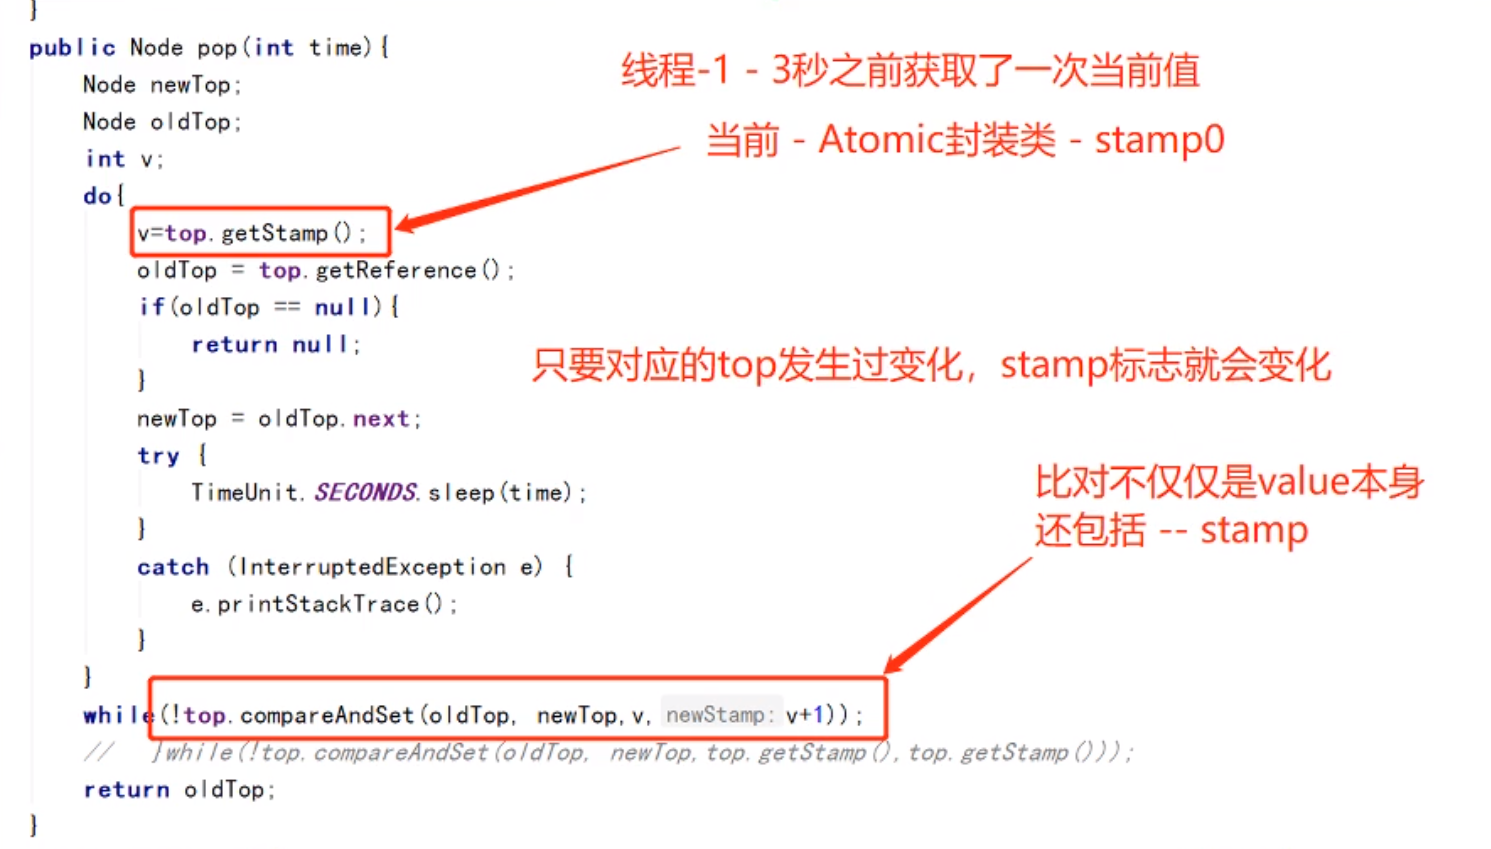 }
public Node pop(int time){
线程-1 - 3秒之前获取了一次当前值
Node newTop;
Node oldTop;
当前 - Atomic封装类 - stamp0
int v;
do{
v=top.getStamp();
oldTop = top.getReference();
if(oldTop == null){
return null;
只要对应的top发生过变化，stamp标志就会变化
}
newTop = oldTop.next;
try {
比对不仅仅是value本身
TimeUnit.SECONDS.sleep(time);
还包括 -- stamp
}
catch (InterruptedException e) {
e.printStackTrace();
}
}
while(!top.compareAndSet(oldTop, newTop,v, newStamp: v+1));
// }while(!top.compareAndSet(oldTop, newTop,top.getStamp(),top.getStamp()));
return oldTop;
}